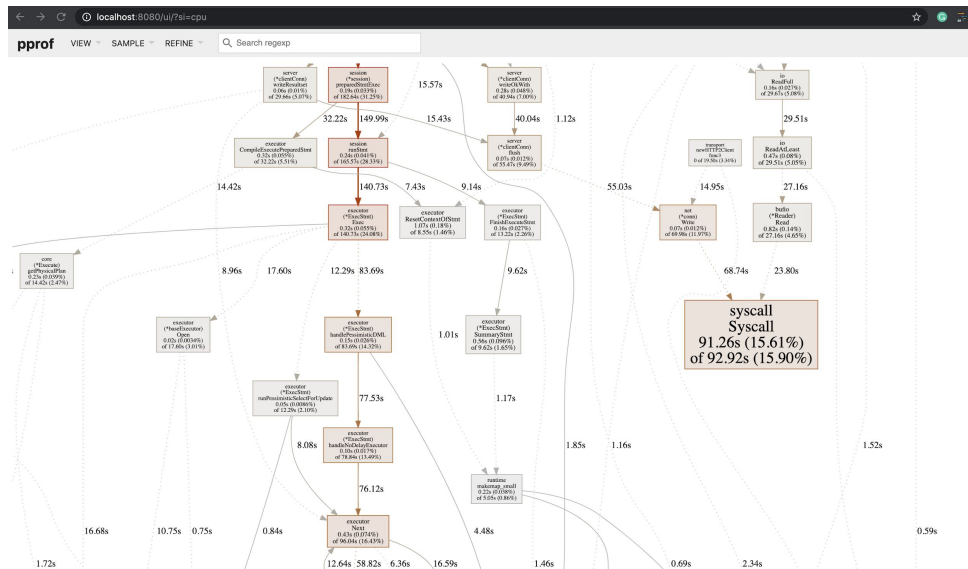 localhost:8080/ui/?si=cpu
pprof VIEW SAMPLE REFINE Search regexp
server
(*clientConn)
writeResultset
0.06s (0.01%)
of 29.66s (5.07%)
session
(*session)
preparedStmtExec
0.19s (0.033%)
of 182.64s (31.25%)
15.57s
server
(*clientConn)
writeOkWith
0.28s (0.048%)
of 40.94s (7.00%)
io
ReadFull
0.16s (0.027%)
of 29.67s (5.08%)
32.22s
149.99s
15.43s
40.04s
1.12s
29.51s
executor
CompileExecutePreparedStmt
0.32s (0.055%)
of 32.22s (5.51%)
session
runStmt
0.24s (0.041%)
of 165.57s (28.33%)
server
(*clientConn)
flush
0.07s (0.012%)
of 55.47s (9.49%)
transport
newHTTP2Client
func3
0 of 19.50s (3.34%)
io
ReadAtLeast
0.47s (0.08%)
of 29.51s (5.05%)
14.42s
140.73s
7.43s
9.14s
55.03s
14.95s
27.16s
executor
(*ExecStmt)
Exec
0.32s (0.055%)
of 140.73s (24.08%)
executor
ResetContextOfStmt
1.07s (0.18%)
of 8.55s (1.46%)
executor
(*ExecStmt)
FinishExecuteStmt
0.16s (0.027%)
of 13.22s (2.26%)
net
(*conn)
Write
0.07s (0.012%)
of 69.98s (11.97%)
bufio
(*Reader)
Read
0.82s (0.14%)
of 27.16s (4.65%)
core
(*Execute)
getPhysicalPlan
0.23s (0.039%)
of 14.42s (2.47%)
8.96s
17.60s
12.29s
83.69s
9.62s
68.74s
23.80s
executor
(*baseExecutor)
Open
0.02s (0.0034%)
of 17.60s (3.01%)
executor
(*ExecStmt)
handlePessimisticDML
0.15s (0.026%)
of 83.69s (14.32%)
1.01s
executor
(*ExecStmt)
SummaryStmt
0.56s (0.096%)
of 9.62s (1.65%)
syscall
Syscall
91.26s (15.61%)
of 92.92s (15.90%)
executor
(*ExecStmt)
runPessimisticSelectForUpdate
0.05s (0.0086%)
of 12.29s (2.10%)
77.53s
1.17s
executor
(*ExecStmt)
handleNoDelayExecutor
0.10s (0.017%)
of 78.84s (13.49%)
8.08s
1.85s
1.16s
1.52s
76.12s
runtime
makemap_small
0.22s (0.038%)
of 5.05s (0.86%)
executor
Next
0.43s (0.074%)
of 96.04s (16.43%)
16.68s
10.75s
0.75s
0.84s
4.48s
0.59s
1.72s
12.64s
58.82s
6.36s
16.59s
1.46s
0.69s
2.34s